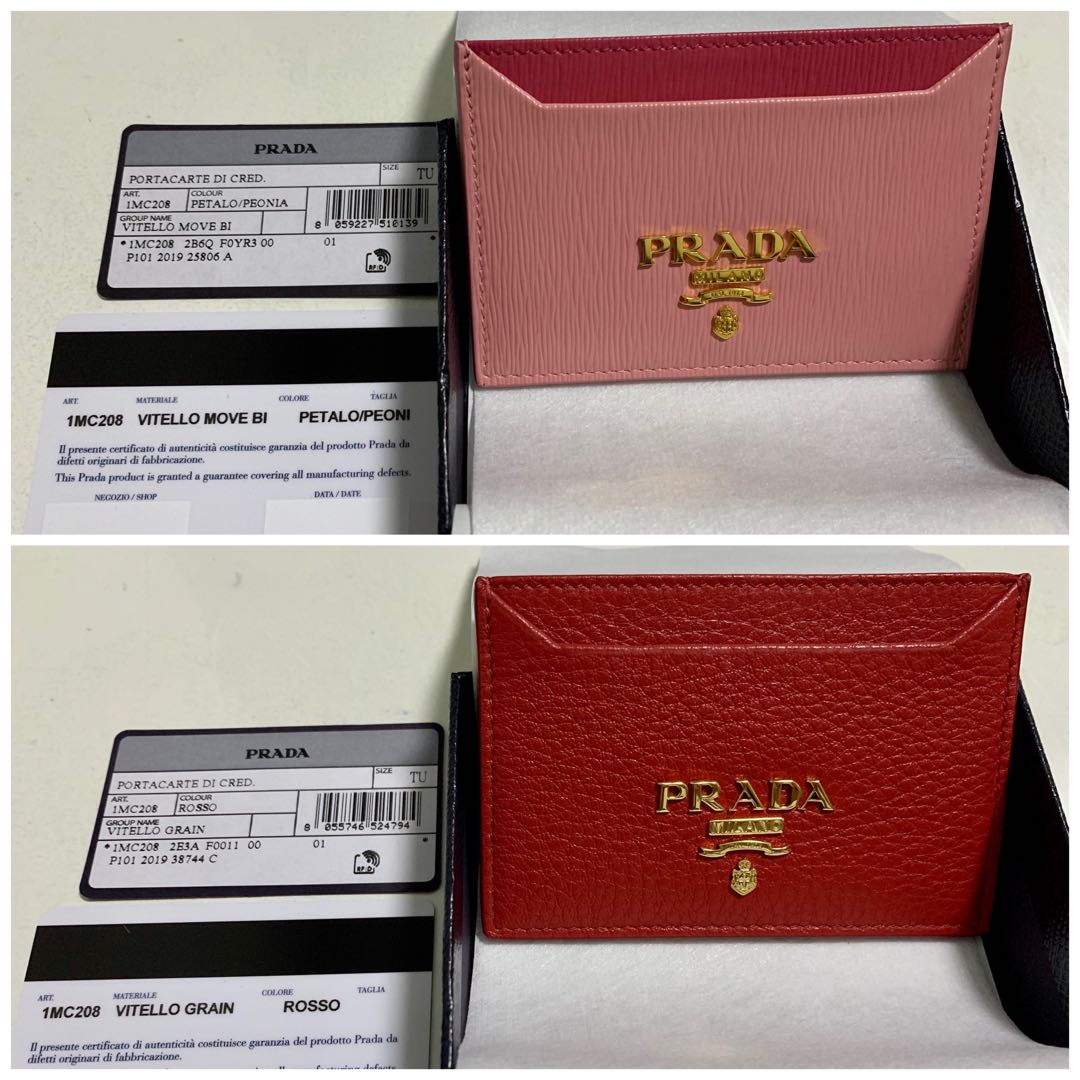 PRADA
PORTACARTE DI CRED.
SIZE
TU
ART.
1MC208
COLOUR
PETALO/PEONIA
GROUP NAME
VITELLO MOVE BI
8 059227 510139
*1MC208 2B6Q F0YR3 00 01 *
P101 2019 25806 A
RFID
ART. MATERIALE COLORE TAGLIA
1MC208 VITELLO MOVE BI PETALO/PEONI
Il presente certificato di autenticità costituisce garanzia del prodotto Prada da
difetti originari di fabbricazione.
This Prada product is granted a guarantee covering all manufacturing defects.
NEGOZIO / SHOP DATA / DATE
PRADA
MILANO
PRADA
PORTACARTE DI CRED.
SIZE
TU
ART.
1MC208
COLOUR
ROSSO
GROUP NAME
VITELLO GRAIN
8 055746 524794
*1MC208 2E3A F0011 00 01 *
P101 2019 38744 C
RFID
ART. MATERIALE COLORE TAGLIA
1MC208 VITELLO GRAIN ROSSO
Il presente certificato di autenticità costituisce garanzia del prodotto Prada da
difetti originari di fabbricazione.
PRADA
MILANO